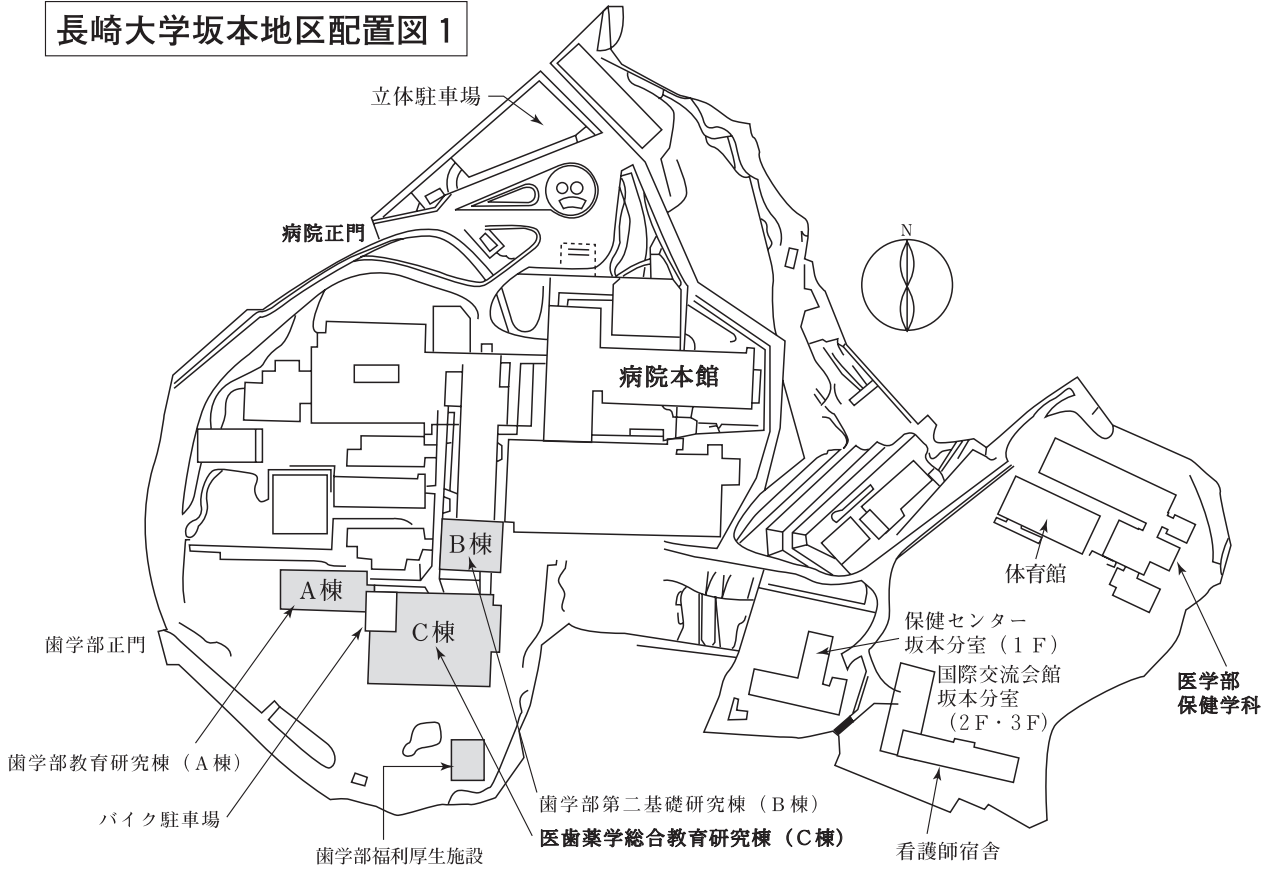 長崎大学坂本地区配置図1
立体駐車場
病院正門
N
病院本館
B棟
A棟
C棟
体育館
歯学部正門
保健センター
坂本分室（1F）
国際交流会館
坂本分室
（2F・3F）
医学部
保健学科
歯学部教育研究棟（A棟）
バイク駐車場
歯学部第二基礎研究棟（B棟）
医歯薬学総合教育研究棟（C棟）
歯学部福利厚生施設
看護師宿舎